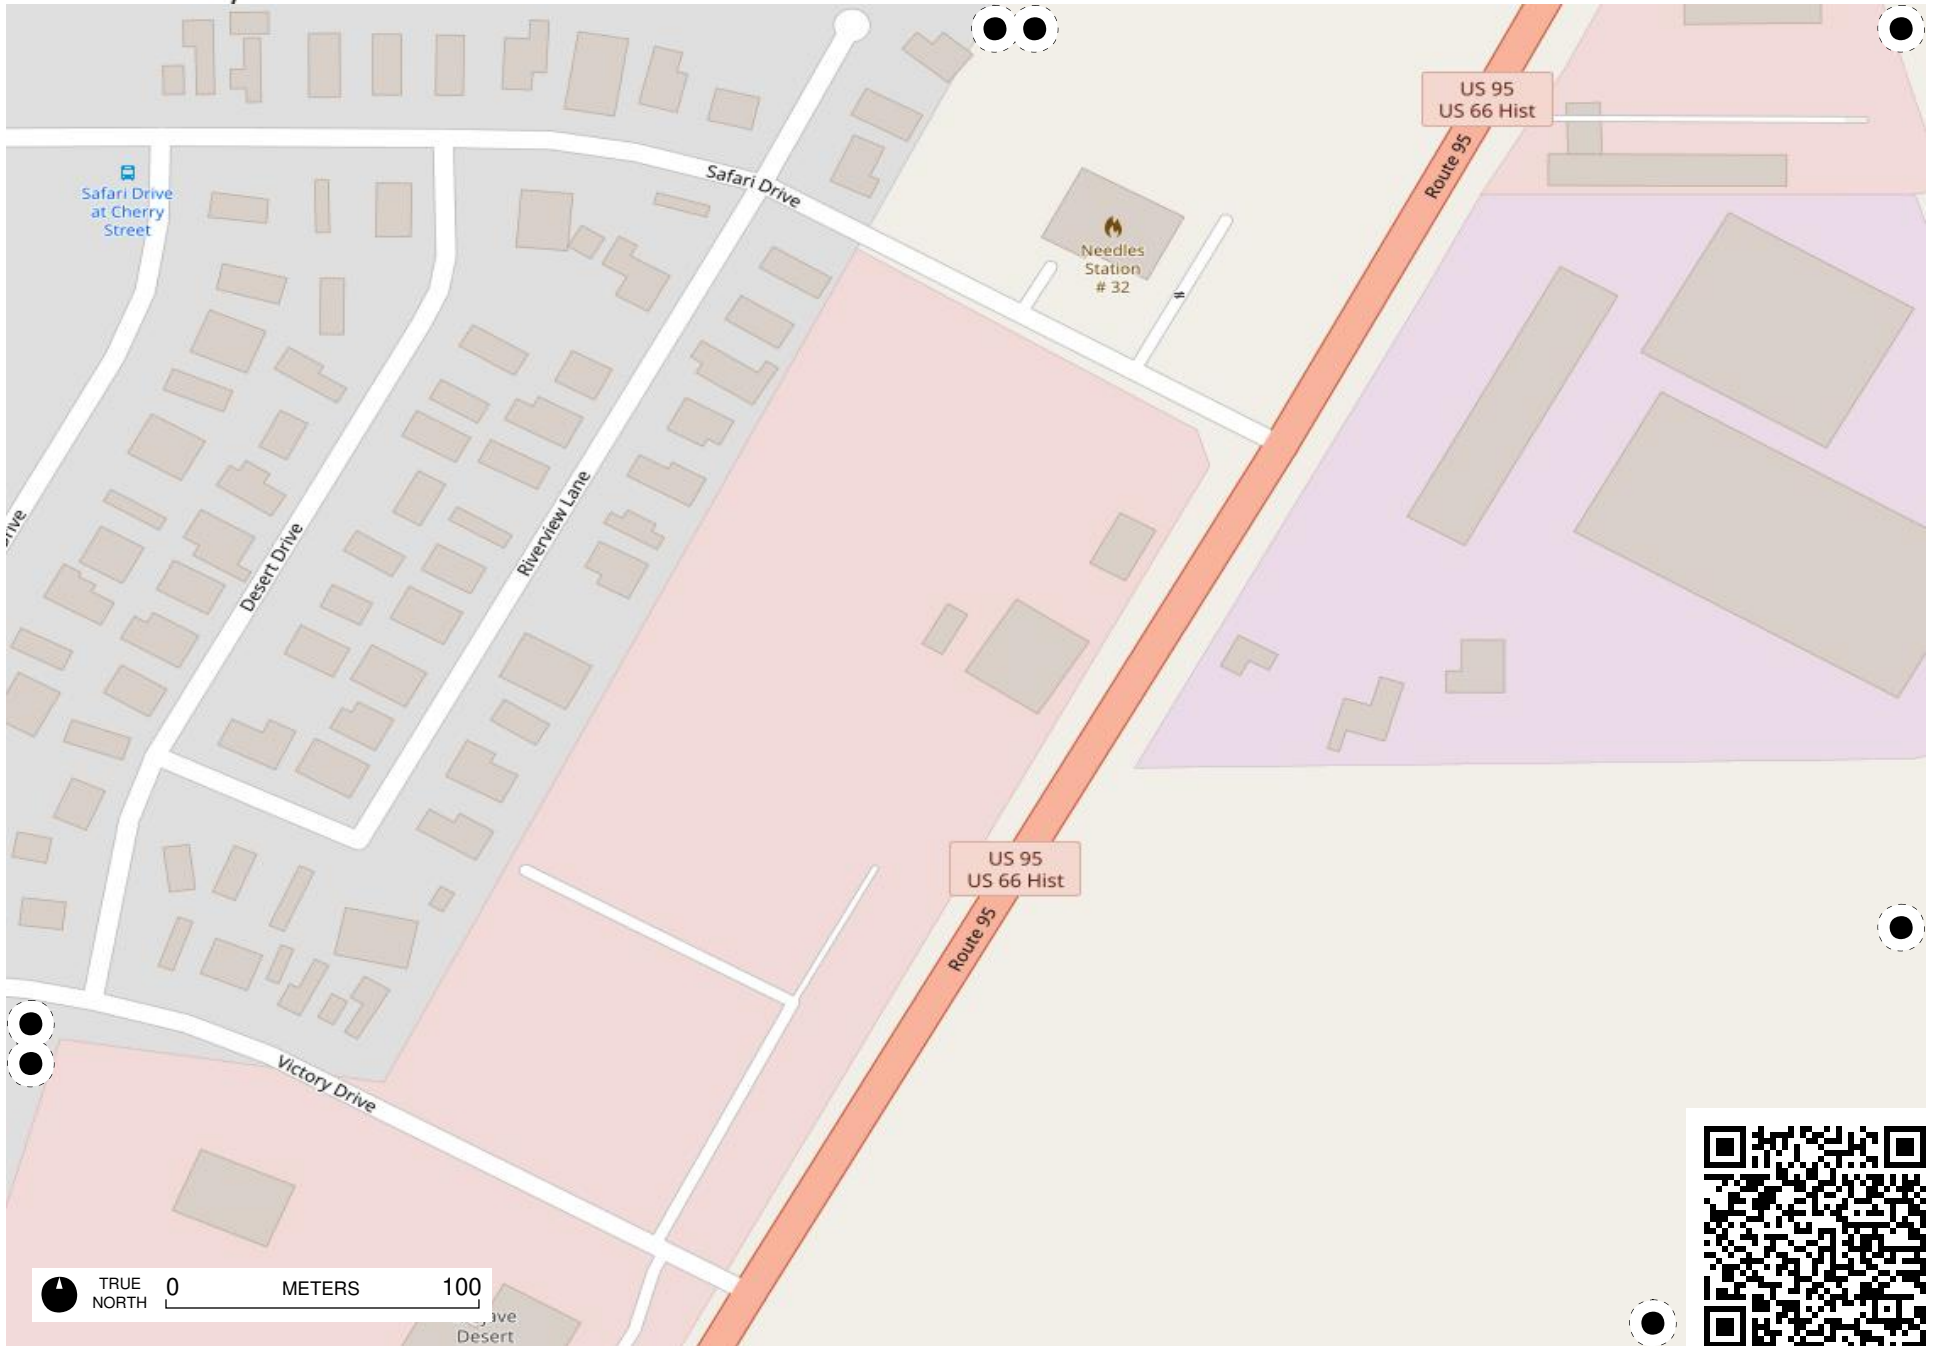 US 95
US 66 Hist
Route 95
Safari Drive
Safari Drive
at Cherry
Street
Needles
Station
# 32
Riverview Lane
Desert Drive
US 95
US 66 Hist
Route 95
Victory Drive
TRUE
NORTH
0
METERS
100
Desert